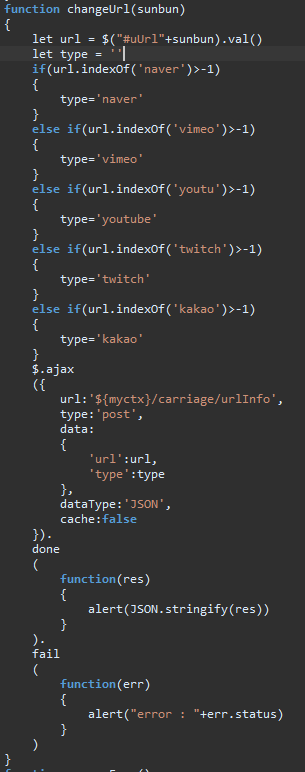 function changeUrl(sunbun)
{
    let url = $("#uUrl"+sunbun).val()
    let type = ''
    if(url.indexOf('naver')>-1)
    {
        type='naver'
    }
    else if(url.indexOf('vimeo')>-1)
    {
        type='vimeo'
    }
    else if(url.indexOf('youtu')>-1)
    {
        type='youtube'
    }
    else if(url.indexOf('twitch')>-1)
    {
        type='twitch'
    }
    else if(url.indexOf('kakao')>-1)
    {
        type='kakao'
    }
    $.ajax
    ({
        url:'${myctx}/carriage/urlInfo',
        type:'post',
        data:
        {
            'url':url,
            'type':type
        },
        dataType:'JSON',
        cache:false
    }).
    done
    (
        function(res)
        {
            alert(JSON.stringify(res))
        }
    ).
    fail
    (
        function(err)
        {
            alert("error : "+err.status)
        }
    )
}